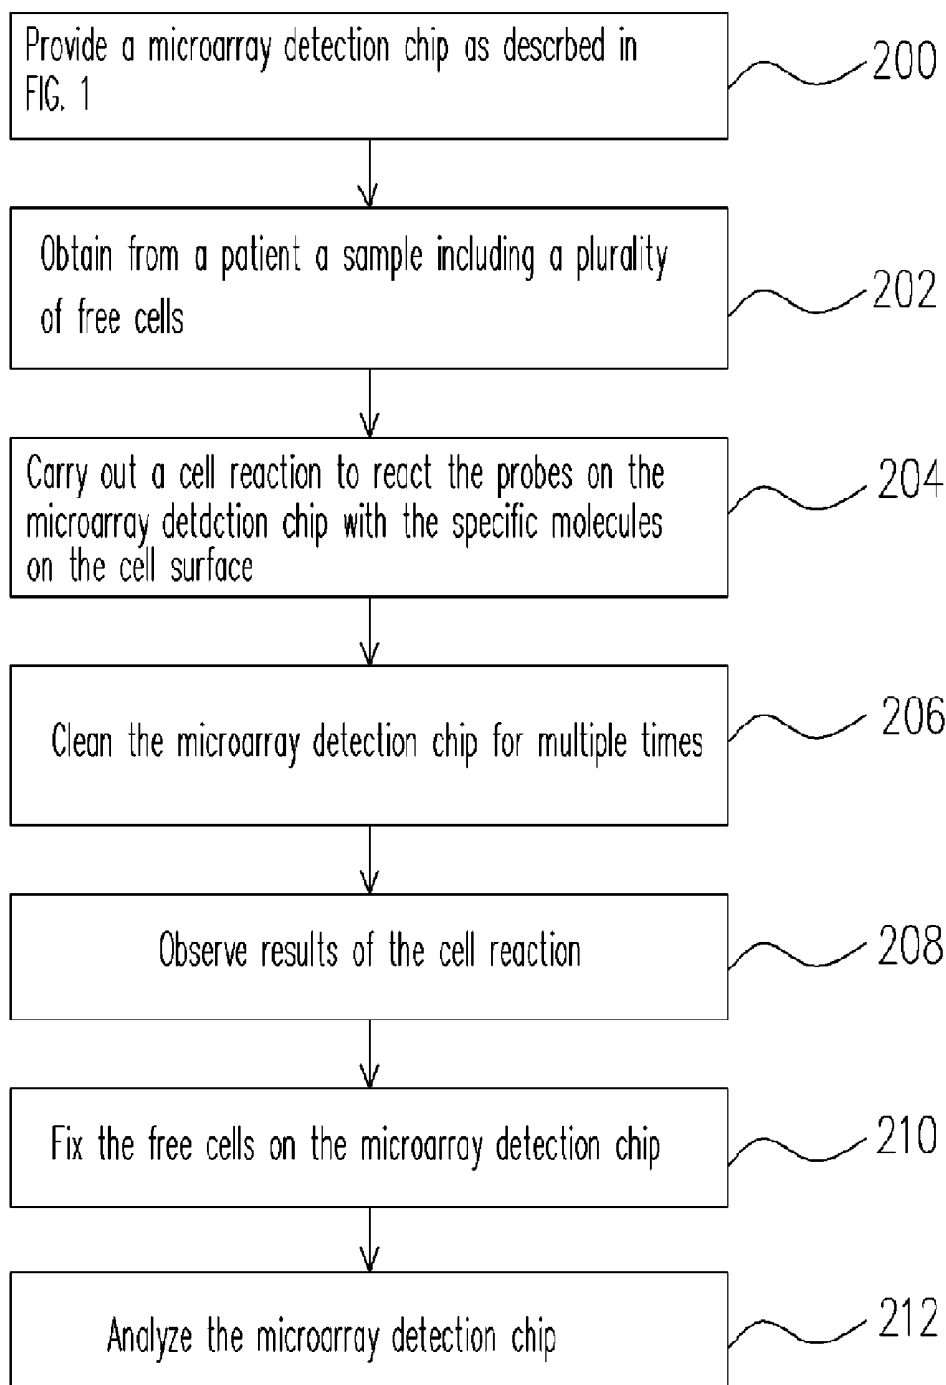 Provide a microarray detection chip as descrbed in
FIG. 1
200
Obtain from a patient a sample including a plurality
of free cells
202
Carry out a cell reaction to react the probes on the
microarray detdction chip with the specific molecules
on the cell surface
204
Clean the microarray detection chip for multiple times
206
Observe results of the cell reaction
208
Fix the free cells on the microarray detection chip
210
Analyze the microarray detection chip
212